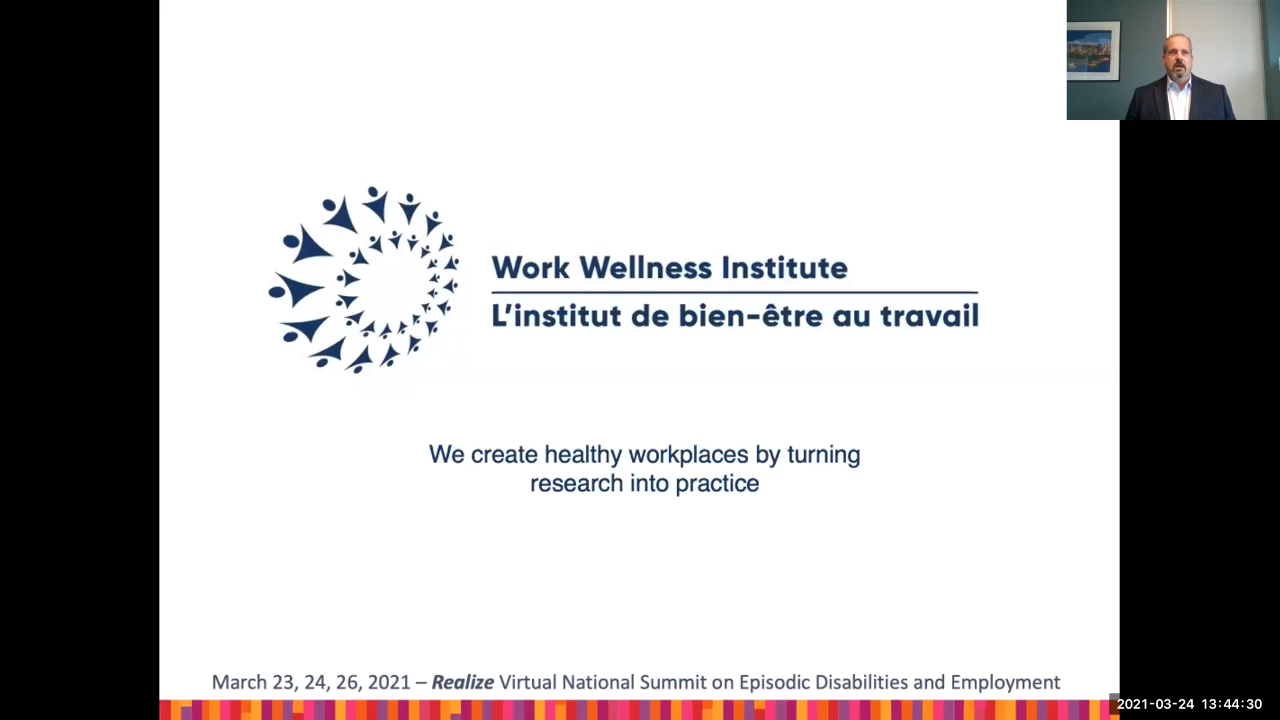 Work Wellness Institute
L'institut de bien-être au travail
We create healthy workplaces by turning
research into practice
March 23, 24, 26, 2021 – Realize Virtual National Summit on Episodic Disabilities and Employment
2021-03-24 13:44:30